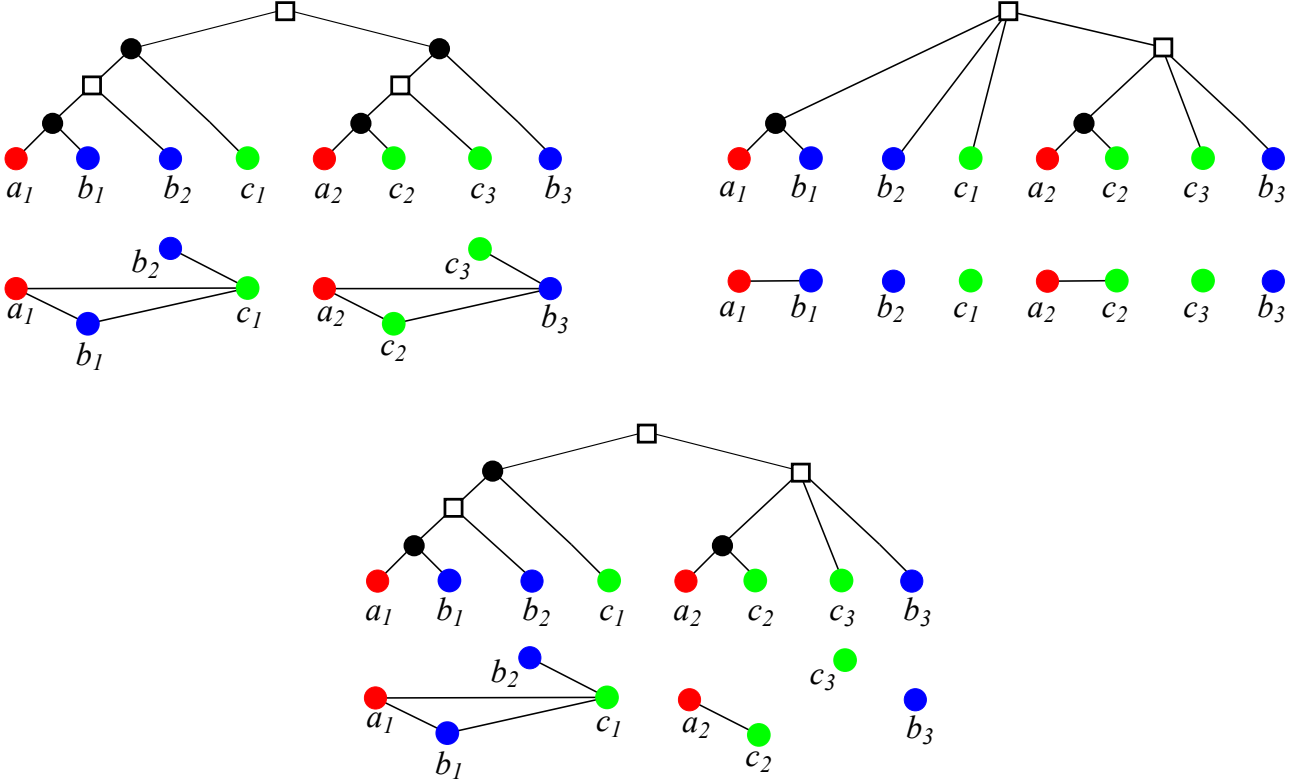 a₁ b₁ b₂ c₁ a₂ c₂ c₃ b₃
b₂ c₃
a₁ c₁ a₂ b₃
b₁ c₂
a₁ b₁ b₂ c₁ a₂ c₂ c₃ b₃
a₁ b₁ b₂ c₁ a₂ c₂ c₃ b₃
a₁ b₁ b₂ c₁ a₂ c₂ c₃ b₃
b₂ c₃
a₁ c₁ a₂ b₃
b₁ c₂